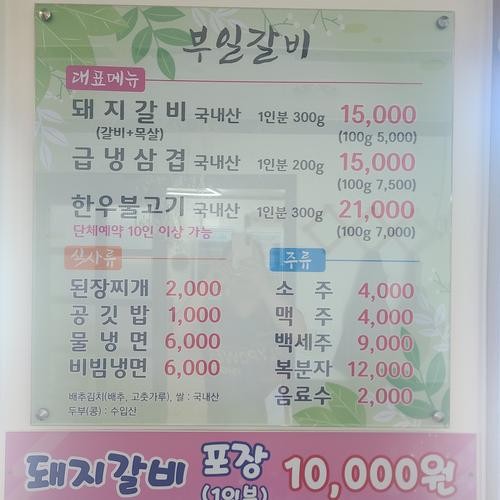 부일갈비
대표메뉴
돼지갈비 국내산 1인분 300g 15,000
(갈비+목살) (100g 5,000)
급냉삼겹 국내산 1인분 200g 15,000
(100g 7,500)
한우불고기 국내산 1인분 300g 21,000
단체예약 10인 이상 가능 (100g 7,000)
식사류
된장찌개 2,000
공깃밥 1,000
물냉면 6,000
비빔냉면 6,000
배추김치(배추, 고춧가루), 쌀 : 국내산
두부(콩) : 수입산
주류
소주 4,000
맥주 4,000
백세주 9,000
복분자 12,000
음료수 2,000
돼지갈비 포장 10,000원
(1인분)